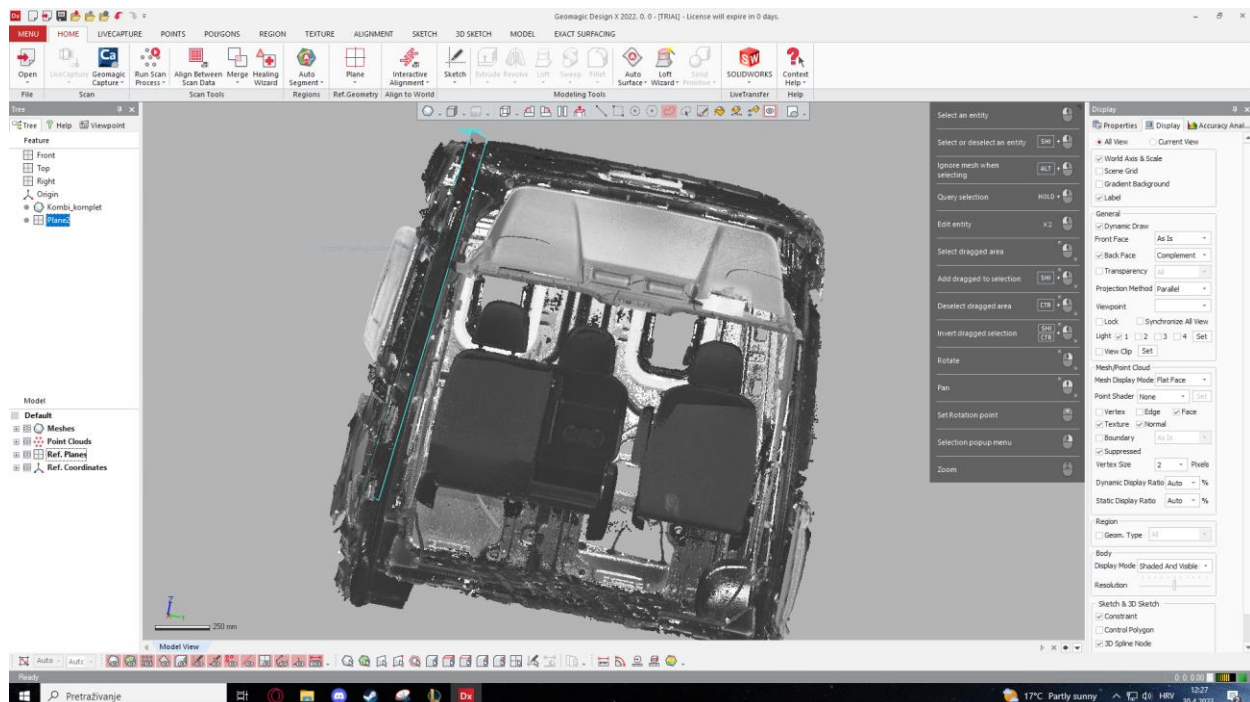 Geomagic Design X 2022. 0. 0 - [TRIAL] - License will expire in 0 days.
MENU HOME LIVECAPTURE POINTS POLYGONS REGION TEXTURE ALIGNMENT SKETCH 3D SKETCH MODEL EXACT SURFACING
Open LiveCapture Geomagic Capture Run Scan Process Align Between Scan Data Merge Healing Wizard Auto Segment Plane Interactive Alignment Sketch Extrude Revolve Loft Sweep Fillet Auto Surface Loft Wizard Solid Primitive SOLIDWORKS Context Help
File Scan Scan Tools Regions Ref.Geometry Align to World Modeling Tools LiveTransfer Help
Tree
Tree Help Viewpoint
Feature
Front
Top
Right
Origin
Kombi_komplet
Plane2
Model
Default
Meshes
Point Clouds
Ref. Planes
Ref. Coordinates
Z
250 mm
Model View
Select an entity
Select or deselect an entity SHI +
Ignore mesh when selecting ALT +
Query selection HOLD +
Edit entity x2
Select dragged area
Add dragged to selection SHI +
Deselect dragged area CTR +
Invert dragged selection SHI CTR +
Rotate
Pan
Set Rotation point
Selection popup menu
Zoom
Display
Properties Display Accuracy Anal...
All View Current View
World Axis & Scale
Scene Grid
Gradient Background
Label
General
Dynamic Draw
Front Face As Is
Back Face Complement
Transparency All
Projection Method Parallel
Viewpoint
Lock Synchronize All View
Light 1 2 3 4 Set
View Clip Set
Mesh/Point Cloud
Mesh Display Mode Flat Face
Point Shader None Set
Vertex Edge Face
Texture Normal
Boundary As Is
Suppressed
Vertex Size 2 Pixels
Dynamic Display Ratio Auto %
Static Display Ratio Auto %
Region
Geom. Type All
Body
Display Mode Shaded And Visible
Resolution
Sketch & 3D Sketch
Constraint
Control Polygon
3D Spline Node
Auto Auto
Ready
0: 0: 0.00
Pretraživanje
Dx
17°C Partly sunny HRV 12:27
30.4.2023.